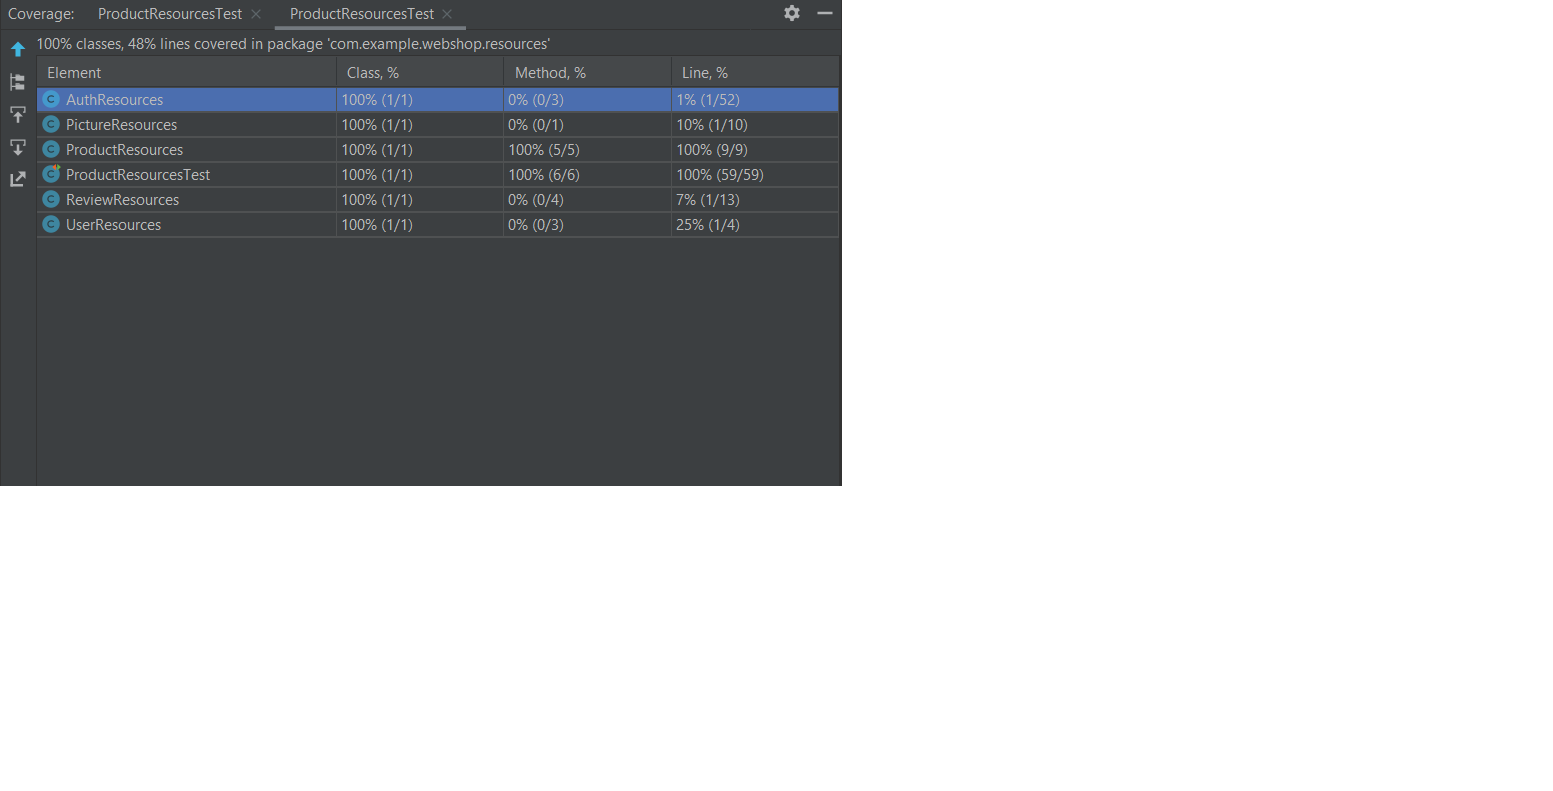 Coverage: ProductResourcesTest ProductResourcesTest
100% classes, 48% lines covered in package 'com.example.webshop.resources'
Element Class, % Method, % Line, %
C AuthResources 100% (1/1) 0% (0/3) 1% (1/52)
C PictureResources 100% (1/1) 0% (0/1) 10% (1/10)
C ProductResources 100% (1/1) 100% (5/5) 100% (9/9)
C ProductResourcesTest 100% (1/1) 100% (6/6) 100% (59/59)
C ReviewResources 100% (1/1) 0% (0/4) 7% (1/13)
C UserResources 100% (1/1) 0% (0/3) 25% (1/4)